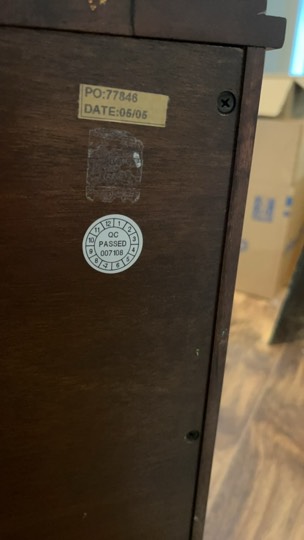 PO:77846
DATE:05/05
QC
PASSED
007108